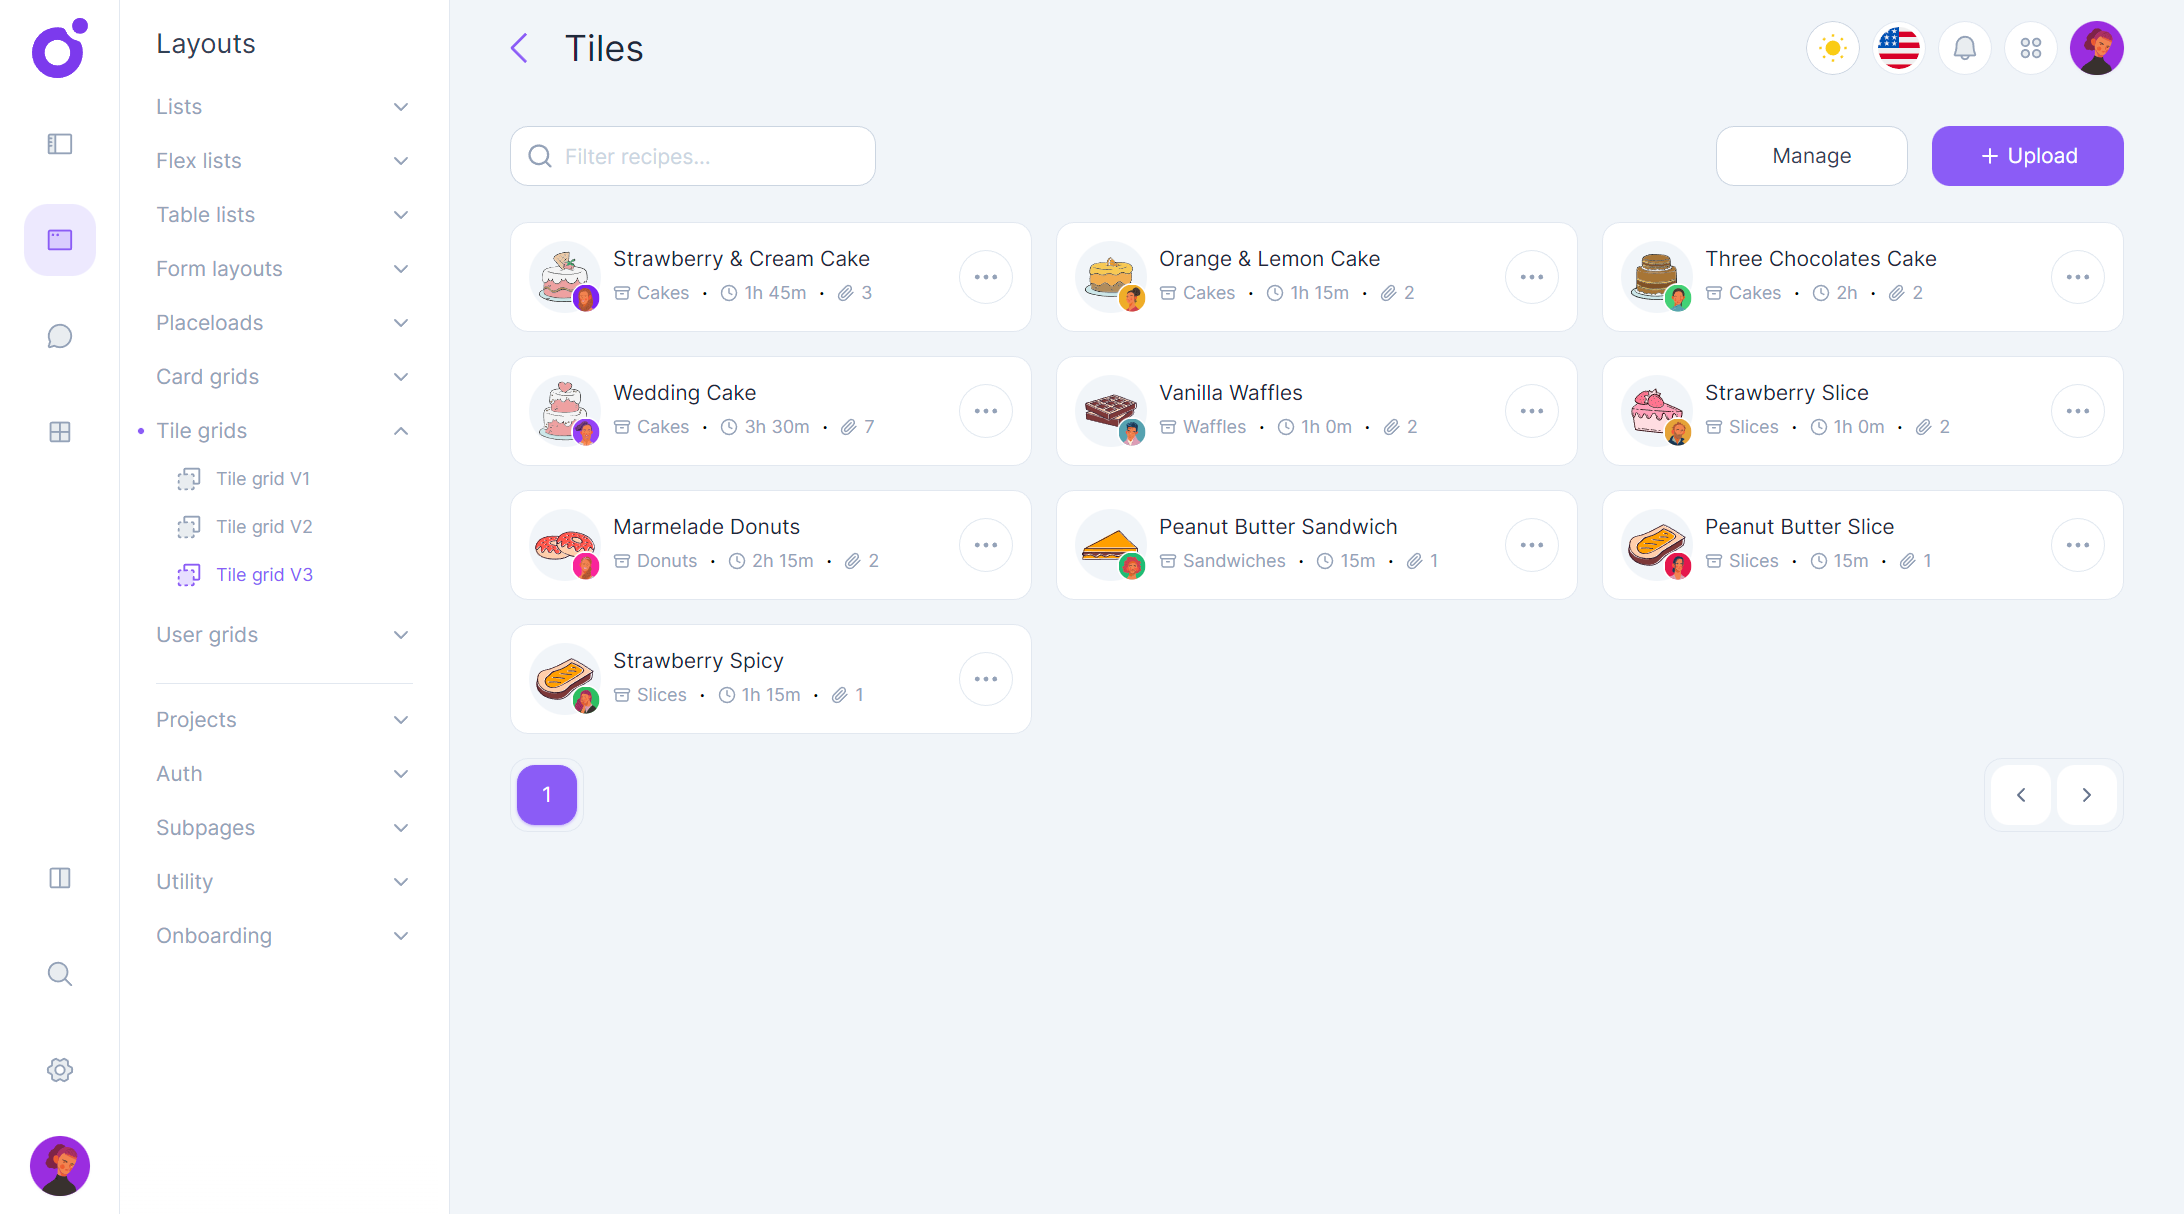 Layouts
Lists
Flex lists
Table lists
Form layouts
Placeloads
Card grids
Tile grids
Tile grid V1
Tile grid V2
Tile grid V3
User grids
Projects
Auth
Subpages
Utility
Onboarding
Tiles
Filter recipes...
Manage
+ Upload
Strawberry & Cream Cake
Cakes • 1h 45m • 3
Orange & Lemon Cake
Cakes • 1h 15m • 2
Three Chocolates Cake
Cakes • 2h • 2
Wedding Cake
Cakes • 3h 30m • 7
Vanilla Waffles
Waffles • 1h 0m • 2
Strawberry Slice
Slices • 1h 0m • 2
Marmelade Donuts
Donuts • 2h 15m • 2
Peanut Butter Sandwich
Sandwiches • 15m • 1
Peanut Butter Slice
Slices • 15m • 1
Strawberry Spicy
Slices • 1h 15m • 1
1